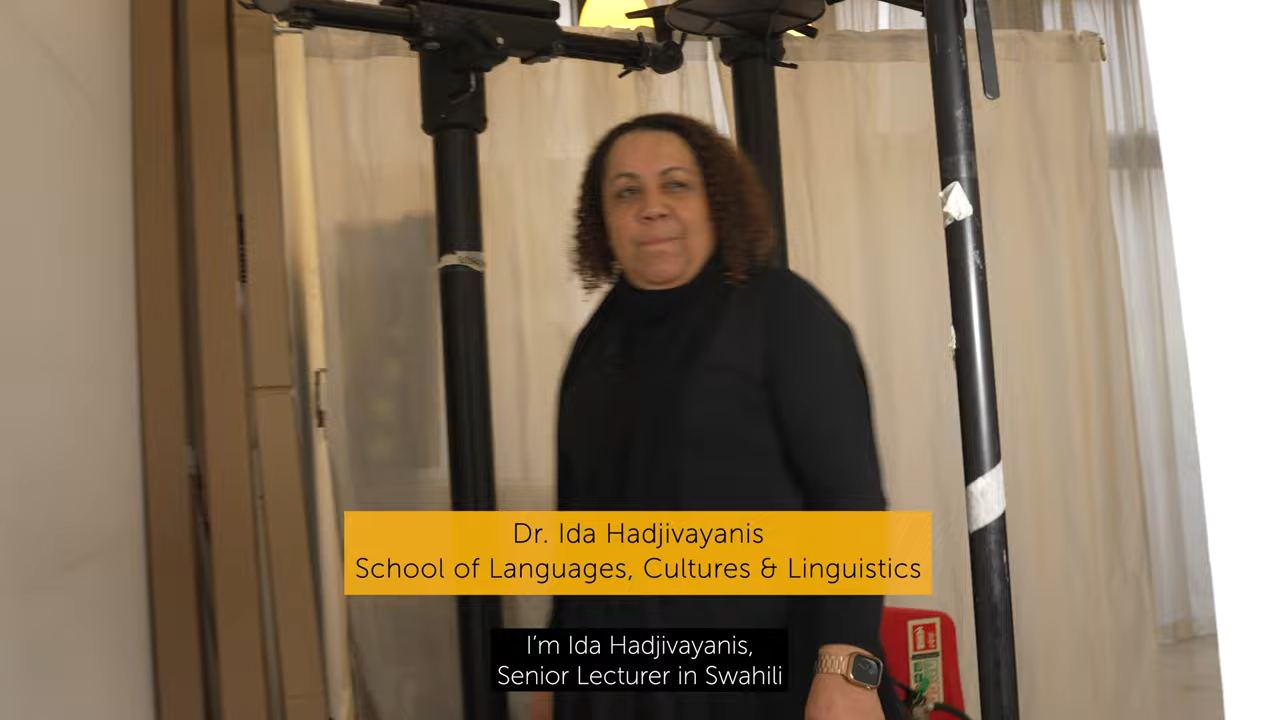 Dr. Ida Hadjivayanis
School of Languages, Cultures & Linguistics
I'm Ida Hadjivayanis,
Senior Lecturer in Swahili